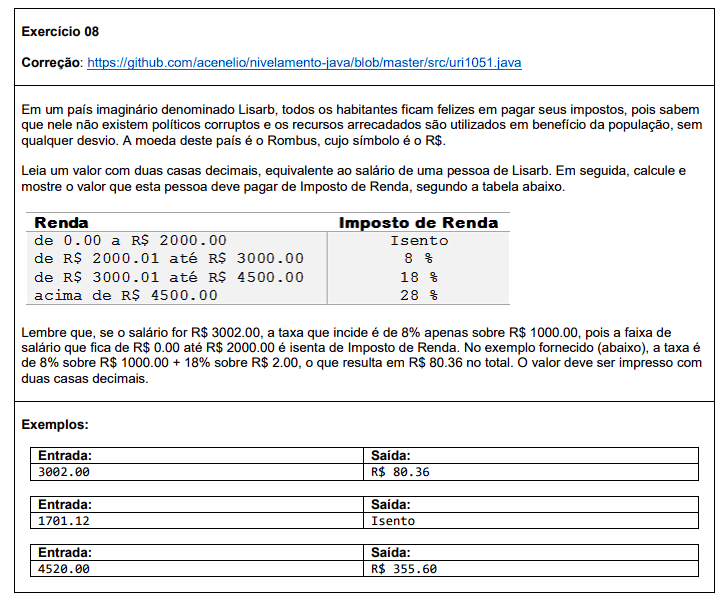 Exercício 08
Correção: https://github.com/acenelio/nivelamento-java/blob/master/src/uri1051.java
Em um país imaginário denominado Lisarb, todos os habitantes ficam felizes em pagar seus impostos, pois sabem
que nele não existem políticos corruptos e os recursos arrecadados são utilizados em benefício da população, sem
qualquer desvio. A moeda deste país é o Rombus, cujo símbolo é o R$.
Leia um valor com duas casas decimais, equivalente ao salário de uma pessoa de Lisarb. Em seguida, calcule e
mostre o valor que esta pessoa deve pagar de Imposto de Renda, segundo a tabela abaixo.
Renda Imposto de Renda
de 0.00 a R$ 2000.00 Isento
de R$ 2000.01 até R$ 3000.00 8 %
de R$ 3000.01 até R$ 4500.00 18 %
acima de R$ 4500.00 28 %
Lembre que, se o salário for R$ 3002.00, a taxa que incide é de 8% apenas sobre R$ 1000.00, pois a faixa de
salário que fica de R$ 0.00 até R$ 2000.00 é isenta de Imposto de Renda. No exemplo fornecido (abaixo), a taxa é
de 8% sobre R$ 1000.00 + 18% sobre R$ 2.00, o que resulta em R$ 80.36 no total. O valor deve ser impresso com
duas casas decimais.
Exemplos:
Entrada: Saída:
3002.00 R$ 80.36
Entrada: Saída:
1701.12 Isento
Entrada: Saída:
4520.00 R$ 355.60